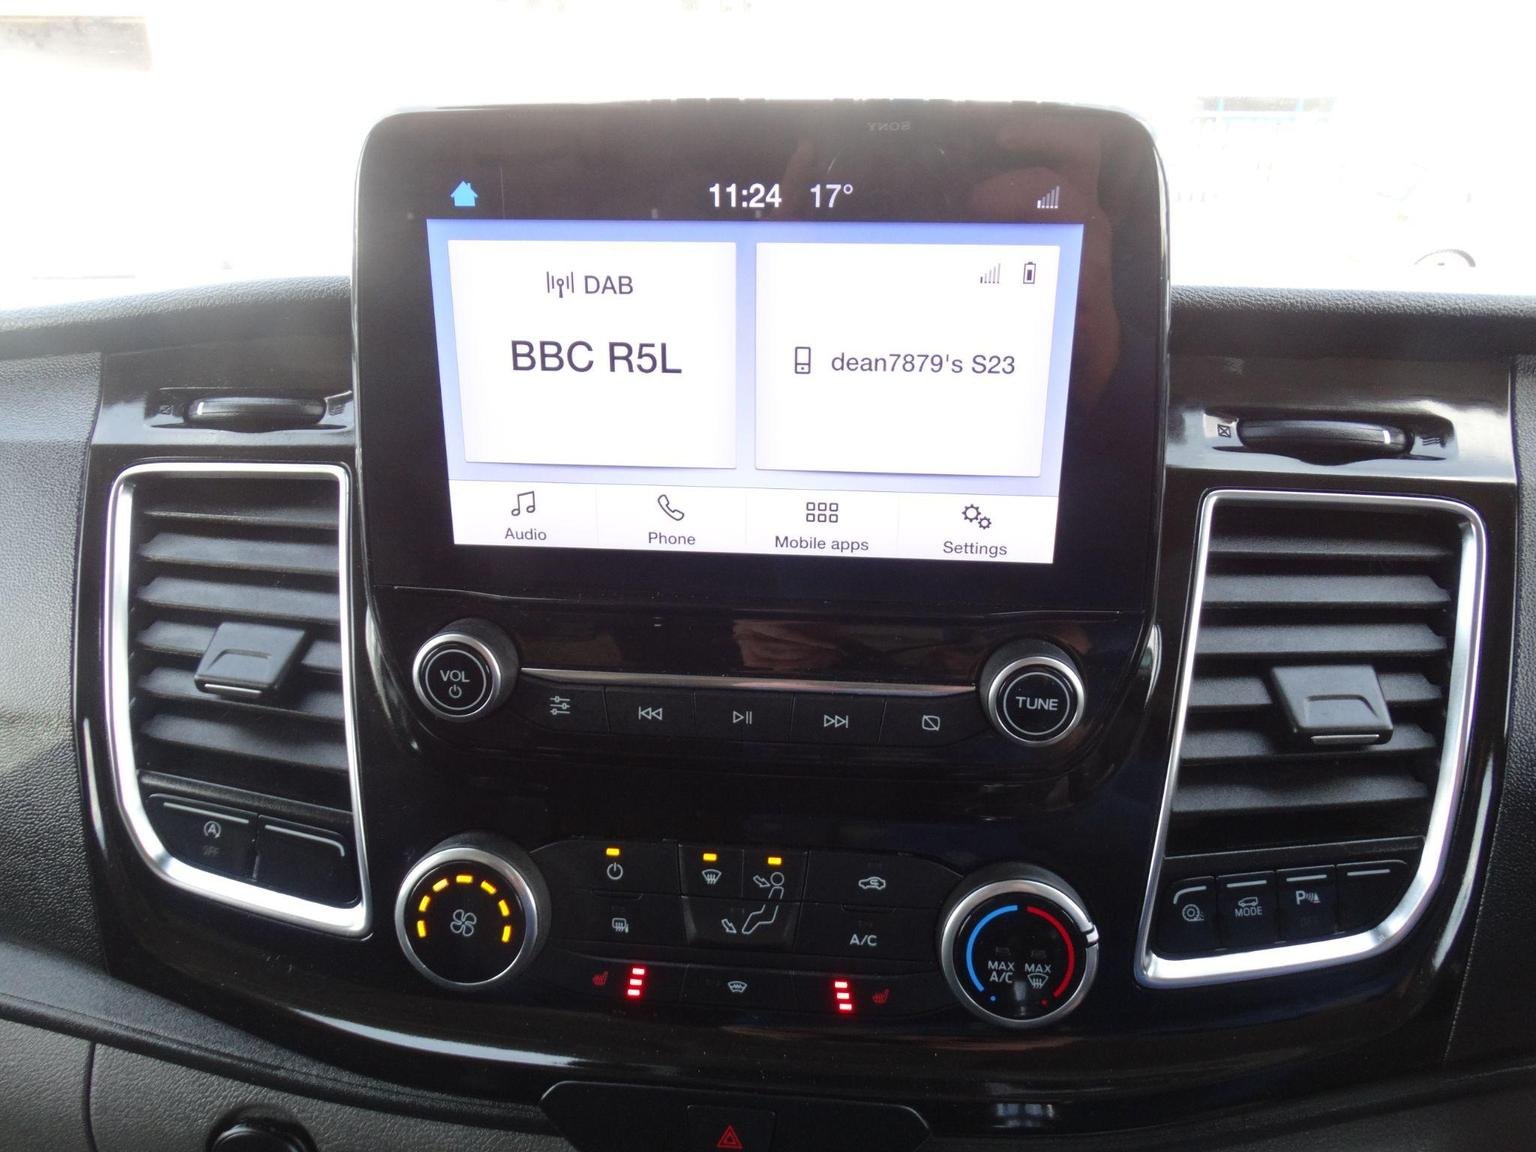 SONY
11:24 17°
DAB
BBC R5L
dean7879's S23
Audio
Phone
Mobile apps
Settings
VOL
TUNE
A
OFF
MODE
P
A/C
MAX
A/C
MAX